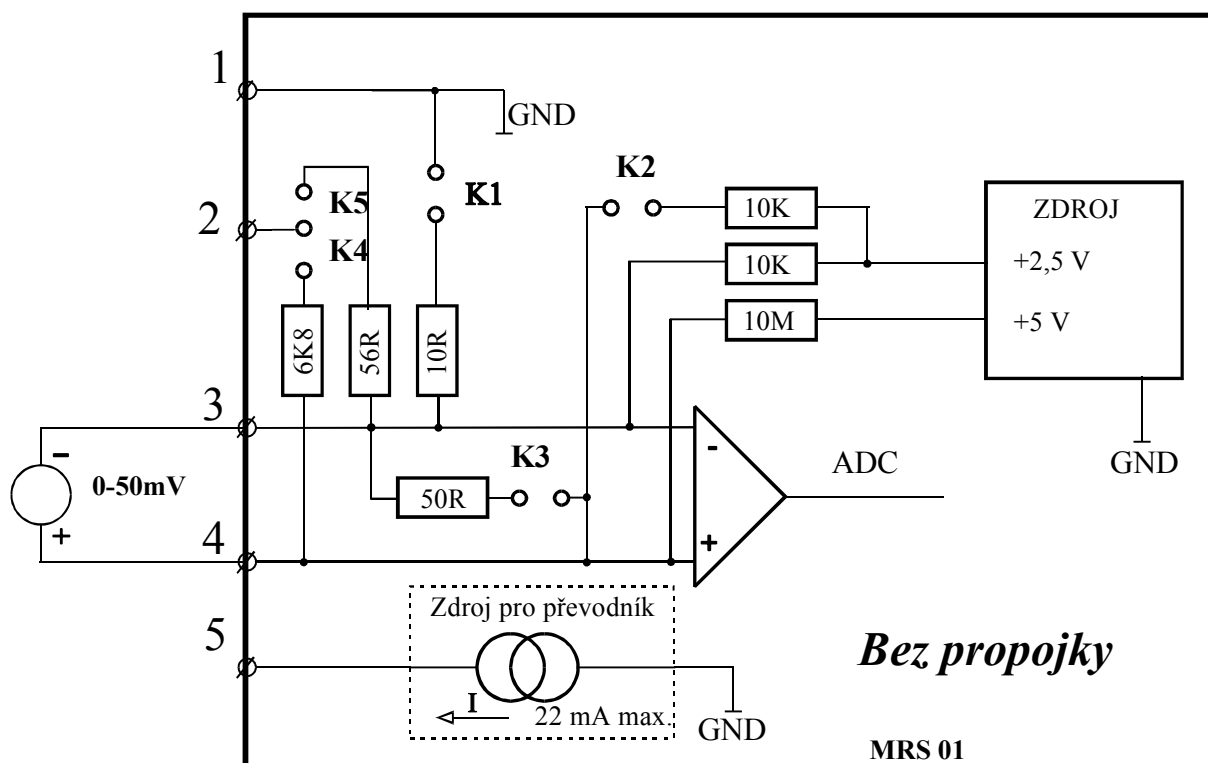 1
GND
K5
K1
K2
10K
ZDROJ
2
K4
10K
+2,5 V
10M
+5 V
6K8
56R
10R
3
-
K3
-
ADC
GND
0-50mV
50R
+
+
4
Zdroj pro převodník
5
I
22 mA max.
GND
Bez propojky
MRS 01